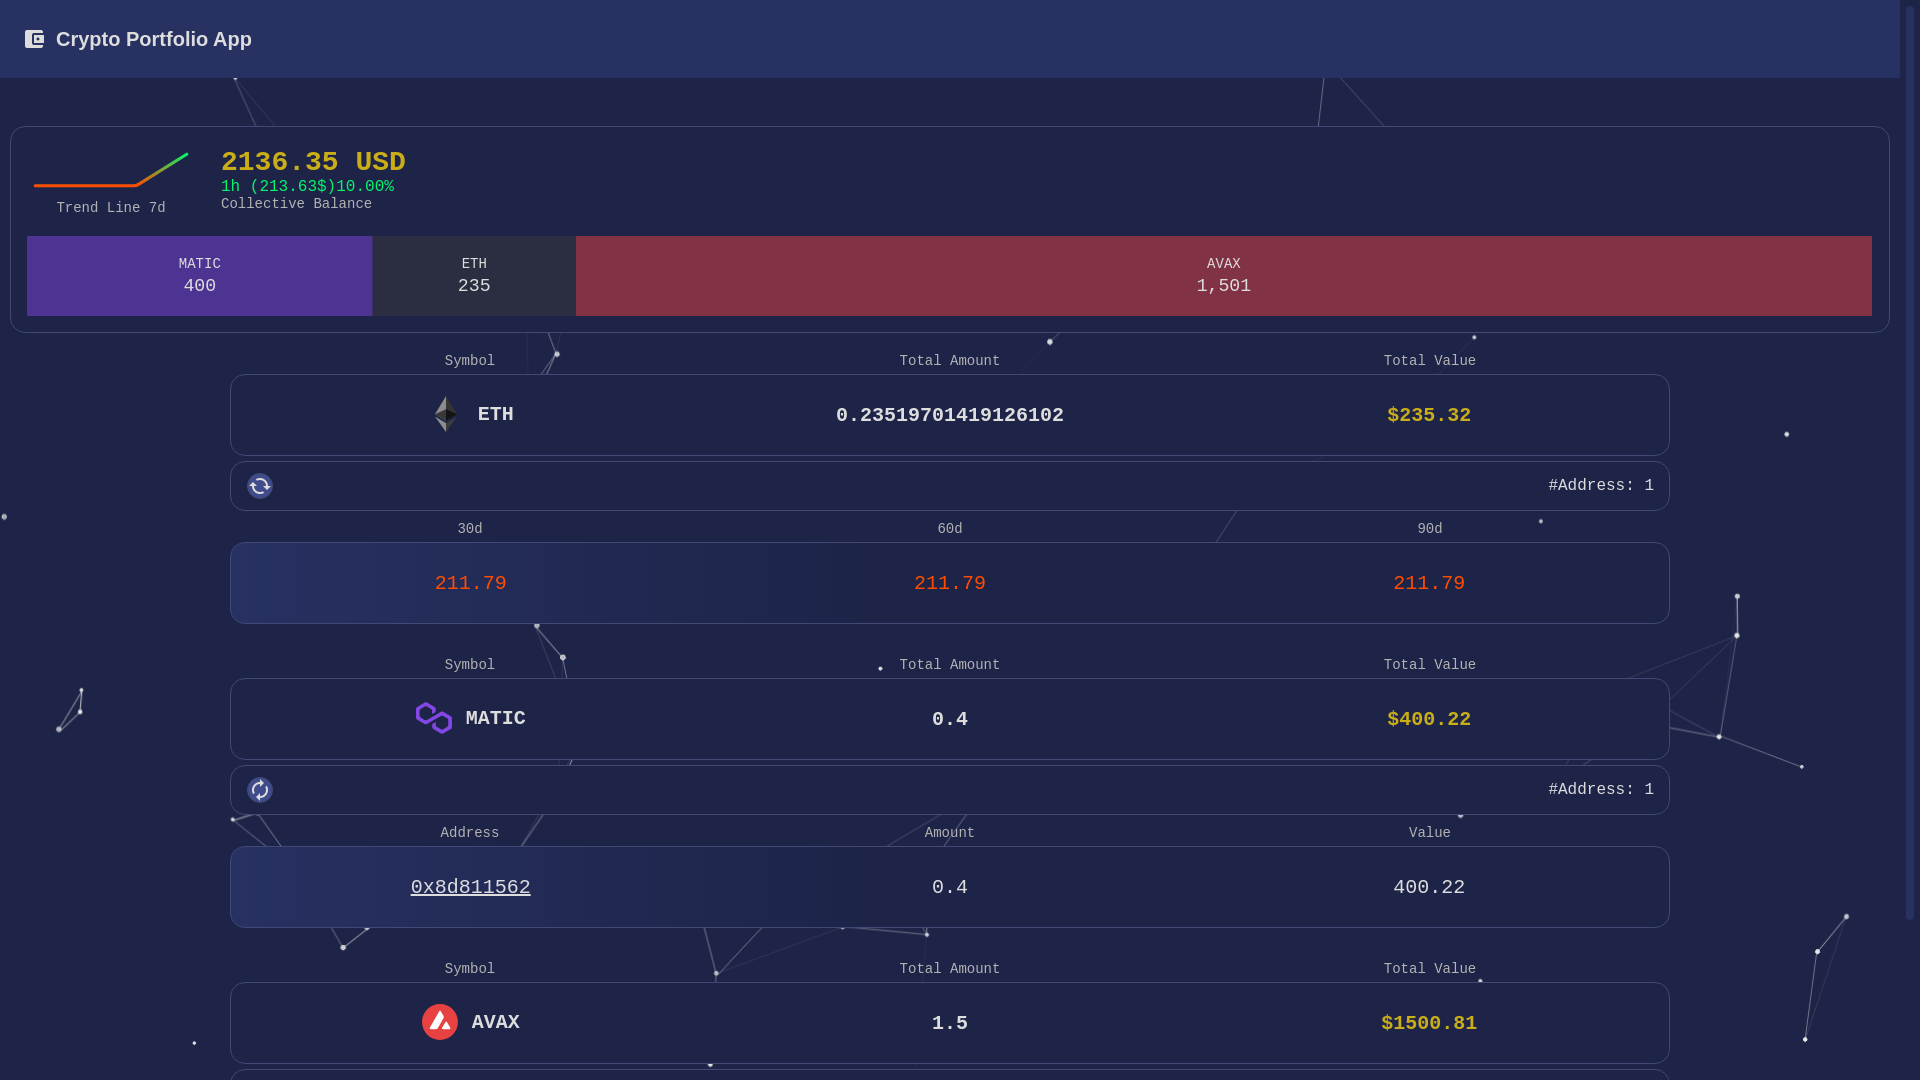 Crypto Portfolio App
2136.35 USD
1h (213.63$)10.00%
Collective Balance
Trend Line 7d
MATIC
400
ETH
235
AVAX
1,501
Symbol Total Amount Total Value
ETH 0.23519701419126102 $235.32
#Address: 1
30d 60d 90d
211.79 211.79 211.79
Symbol Total Amount Total Value
MATIC 0.4 $400.22
#Address: 1
Address Amount Value
0x8d811562 0.4 400.22
Symbol Total Amount Total Value
AVAX 1.5 $1500.81